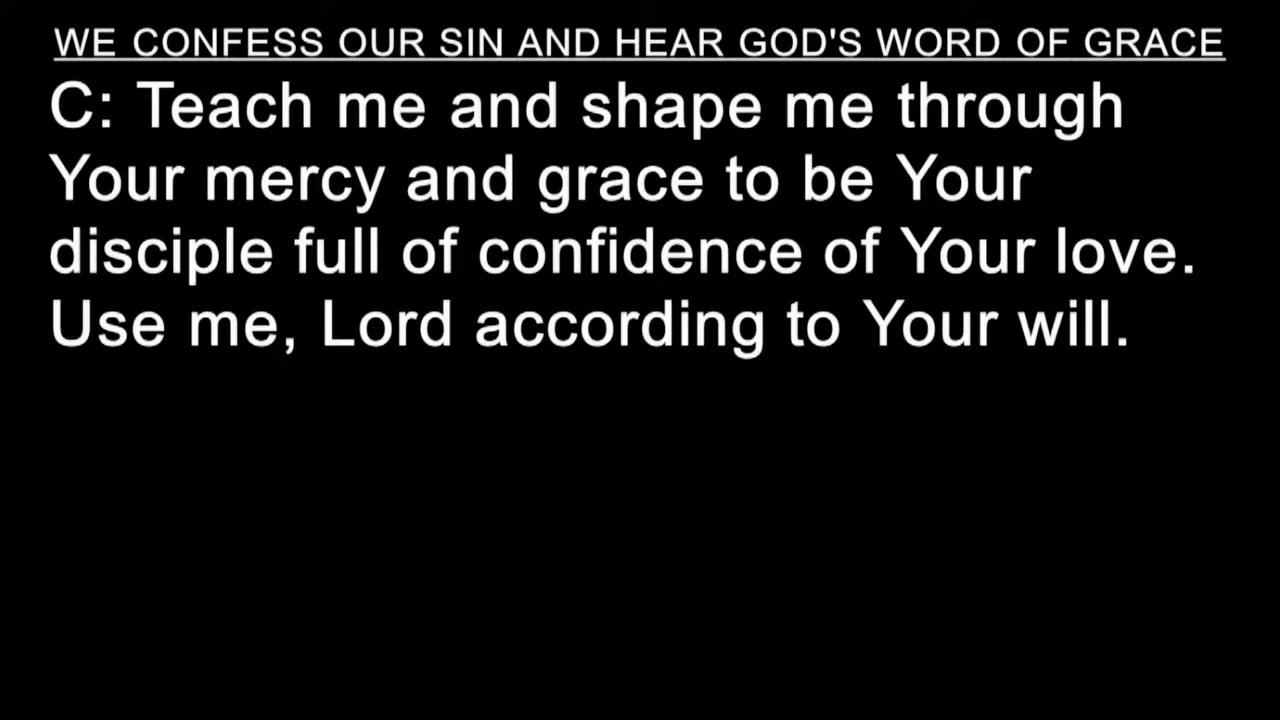 WE CONFESS OUR SIN AND HEAR GOD'S WORD OF GRACE
C: Teach me and shape me through
Your mercy and grace to be Your
disciple full of confidence of Your love.
Use me, Lord according to Your will.